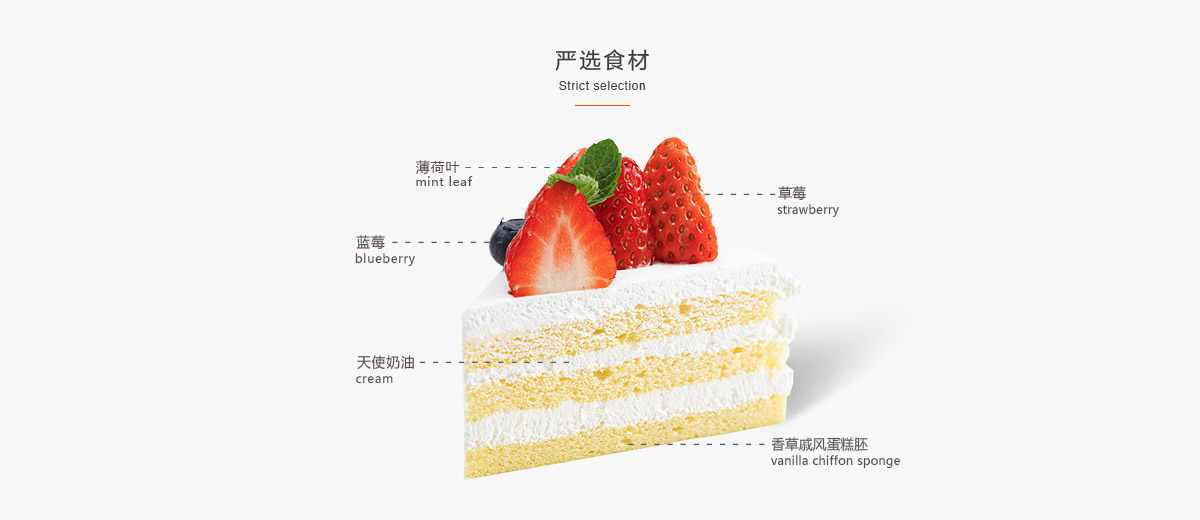 严选食材
Strict selection
薄荷叶
mint leaf
草莓
strawberry
蓝莓
blueberry
天使奶油
cream
香草戚风蛋糕胚
vanilla chiffon sponge